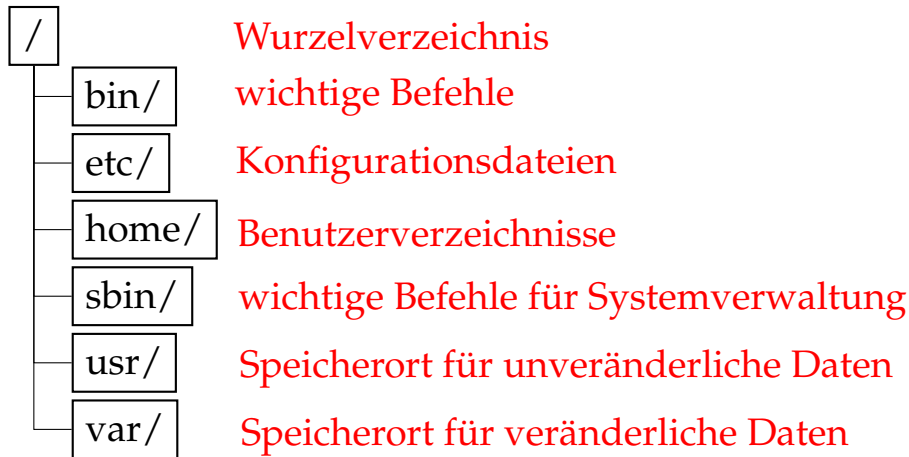 / Wurzelverzeichnis
bin/ wichtige Befehle
etc/ Konfigurationsdateien
home/ Benutzerverzeichnisse
sbin/ wichtige Befehle für Systemverwaltung
usr/ Speicherort für unveränderliche Daten
var/ Speicherort für veränderliche Daten